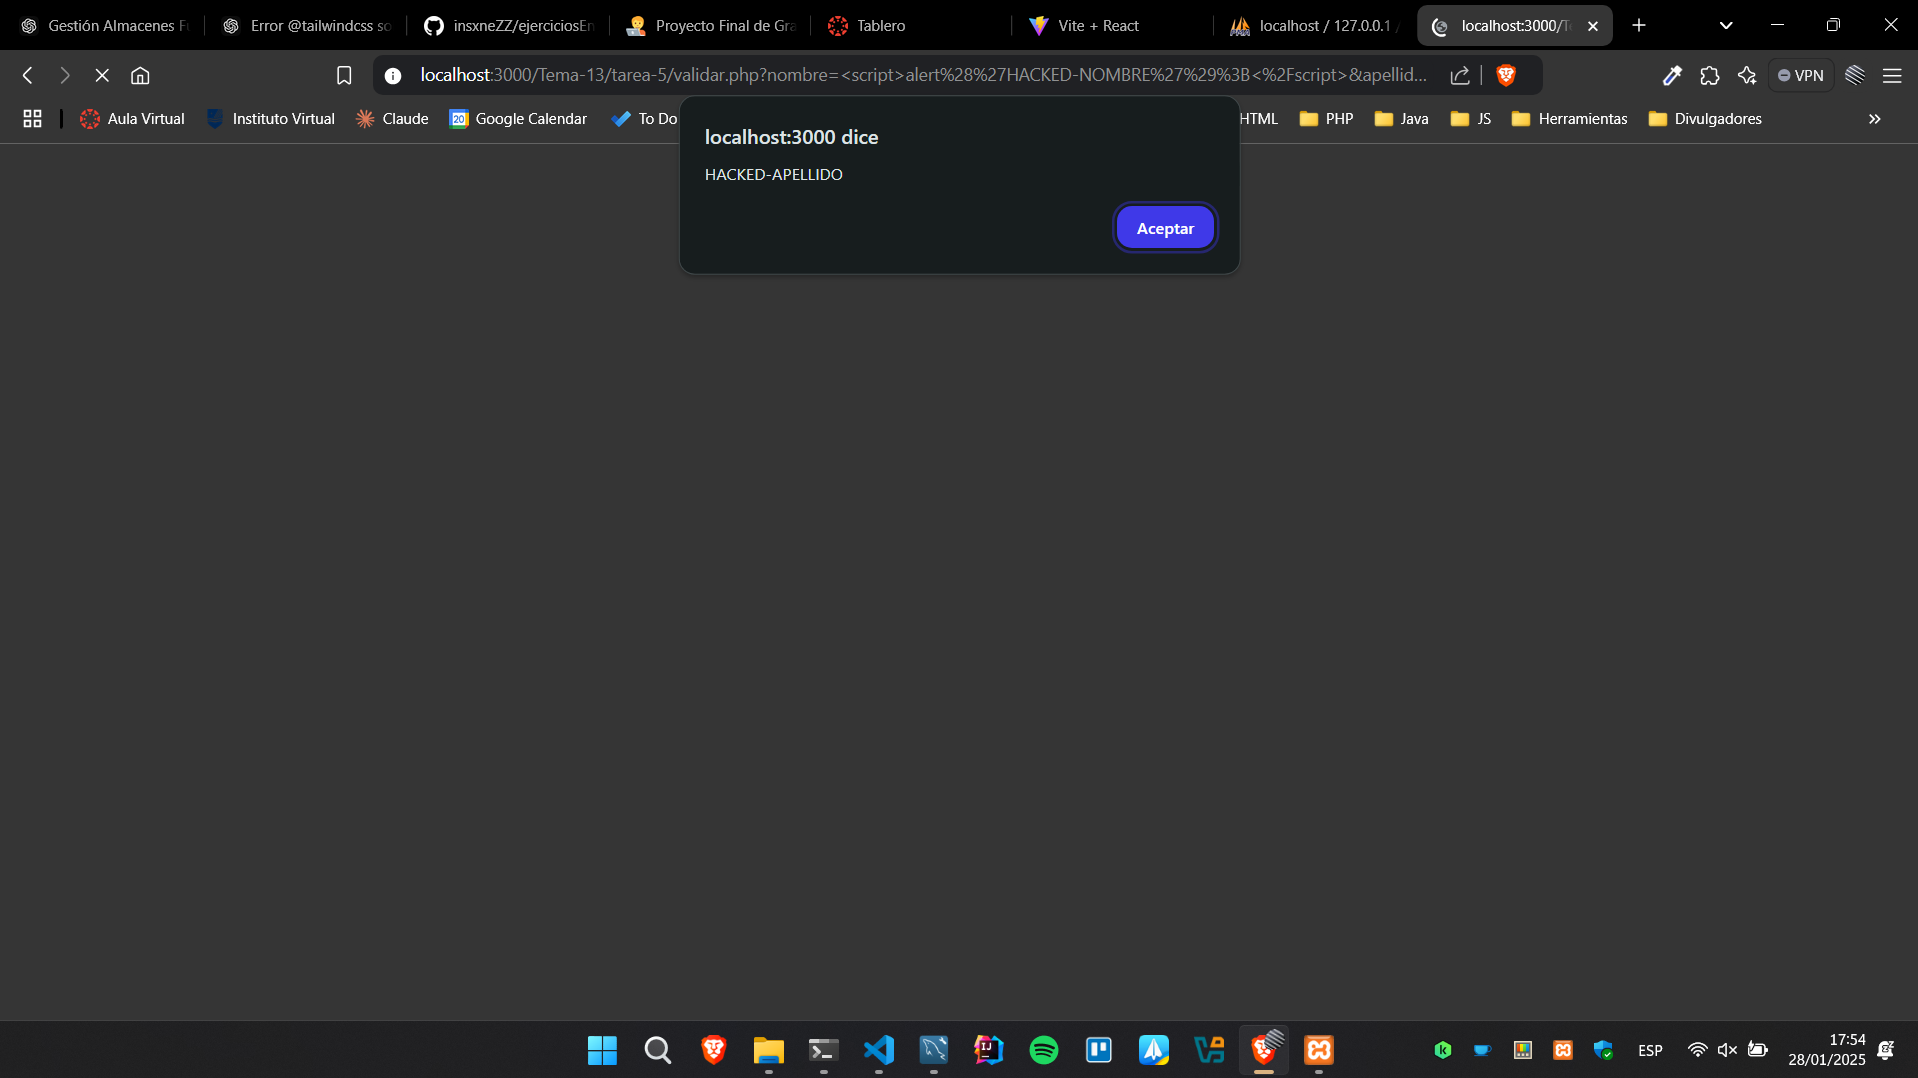 Gestión Almacenes F
Error @tailwindcss so
insxneZZ/ejerciciosEn
Proyecto Final de Gra
Tablero
Vite + React
localhost / 127.0.0.1 /
localhost:3000/T
localhost:3000/Tema-13/tarea-5/validar.php?nombre=<script>alert%28%27HACKED-NOMBRE%27%29%3B<%2Fscript>&apellid...
VPN
Aula Virtual
Instituto Virtual
Claude
20
Google Calendar
To Do
HTML
PHP
Java
JS
Herramientas
Divulgadores
localhost:3000 dice
HACKED-APELLIDO
Aceptar
ESP
17:54
28/01/2025